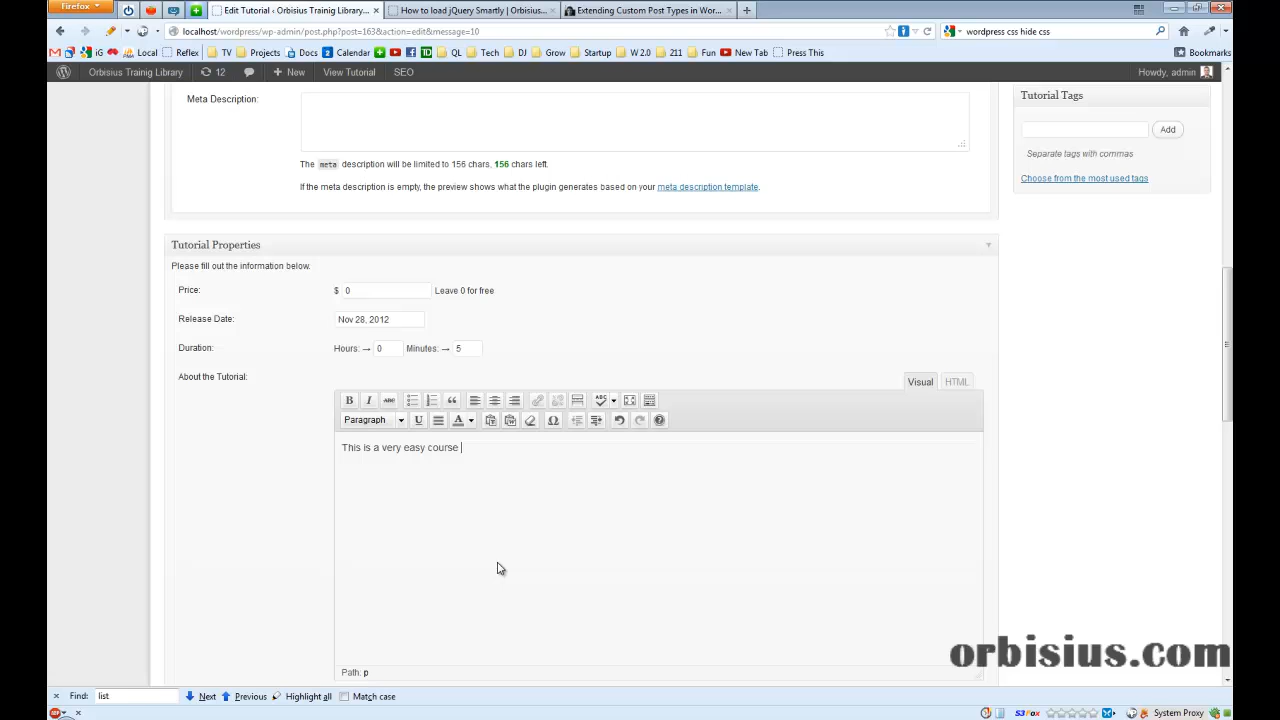 Firefox
Edit Tutorial ‹ Orbisius Trainig Library...
How to load jQuery Smartly | Orbisius...
Extending Custom Post Types in Wor...
localhost/wordpress/wp-admin/post.php?post=163&action=edit&message=10
wordpress css hide css
Reflex
TV
Projects
Docs
Calendar
QL
Tech
DJ
Grow
Startup
W 2.0
211
Fun
New Tab
Press This
iG
Local
Bookmarks
Orbisius Trainig Library
12
New
View Tutorial
SEO
Howdy, admin
Meta Description:
The meta description will be limited to 156 chars, 156 chars left.
If the meta description is empty, the preview shows what the plugin generates based on your meta description template.
Tutorial Tags
Add
Separate tags with commas
Choose from the most used tags
Tutorial Properties
Please fill out the information below.
Price:
$ 0 Leave 0 for free
Release Date:
Nov 28, 2012
Duration:
Hours: → 0 Minutes: → 5
About the Tutorial:
Visual HTML
B I ABC
ABC
Paragraph
U A
Ω
This is a very easy course
Path: p
orbisius.com
Find: list Next Previous Highlight all Match case
S3Fox
System Proxy